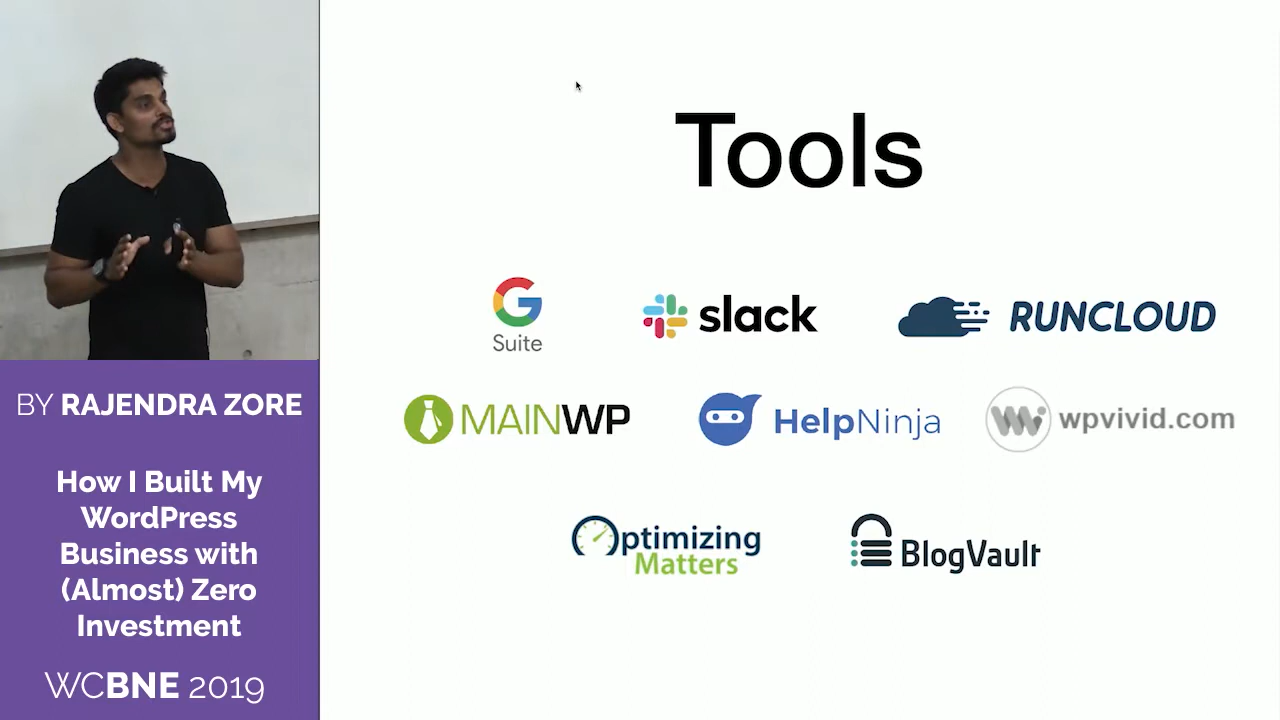 Tools
G
Suite
slack
RUNCLOUD
MAINWP
HelpNinja
wpvivid.com
Optimizing
Matters
BlogVault
BY RAJENDRA ZORE
How I Built My
WordPress
Business with
(Almost) Zero
Investment
WCBNE 2019